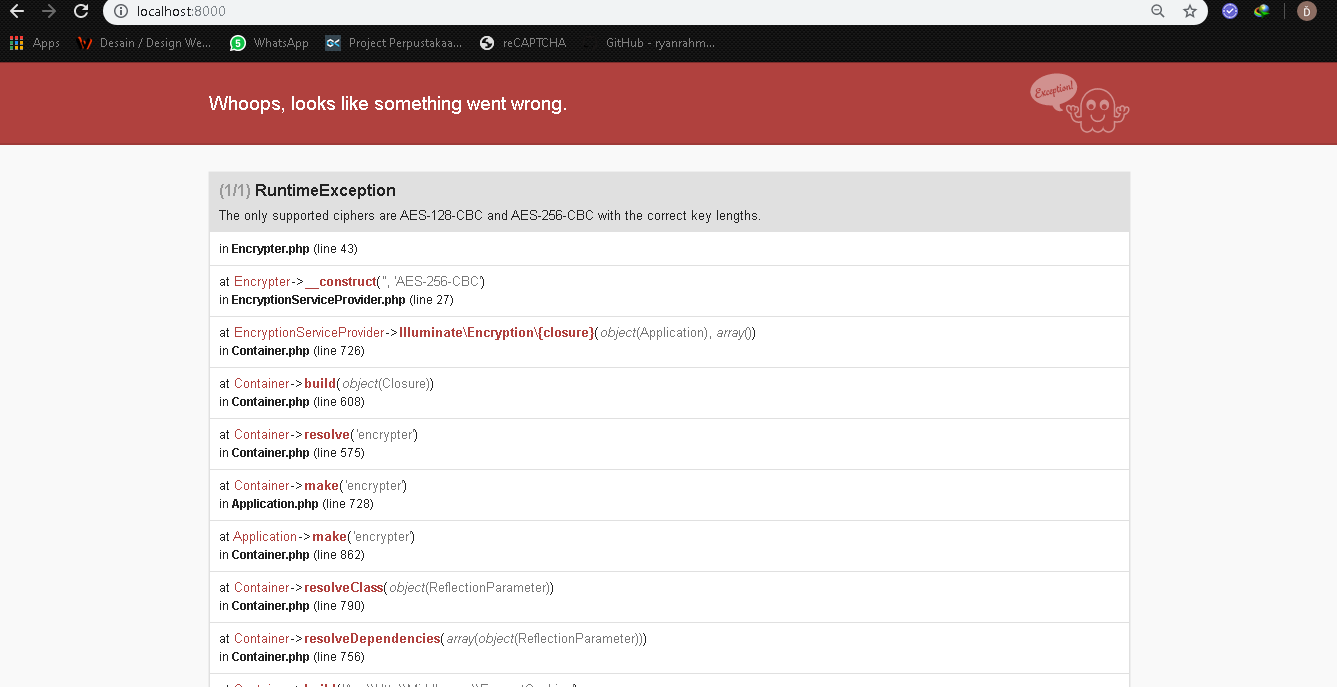 localhost:8000
D
Apps
Desain / Design We...
5
WhatsApp
Project Perpustakaa...
reCAPTCHA
GitHub - ryanrahm...
Whoops, looks like something went wrong.
Exception!
(1/1) RuntimeException
The only supported ciphers are AES-128-CBC and AES-256-CBC with the correct key lengths.
in Encrypter.php (line 43)
at Encrypter->__construct('', 'AES-256-CBC')
in EncryptionServiceProvider.php (line 27)
at EncryptionServiceProvider->Illuminate\Encryption\{closure}(object(Application), array())
in Container.php (line 726)
at Container->build(object(Closure))
in Container.php (line 608)
at Container->resolve('encrypter')
in Container.php (line 575)
at Container->make('encrypter')
in Application.php (line 728)
at Application->make('encrypter')
in Container.php (line 862)
at Container->resolveClass(object(ReflectionParameter))
in Container.php (line 790)
at Container->resolveDependencies(array(object(ReflectionParameter)))
in Container.php (line 756)